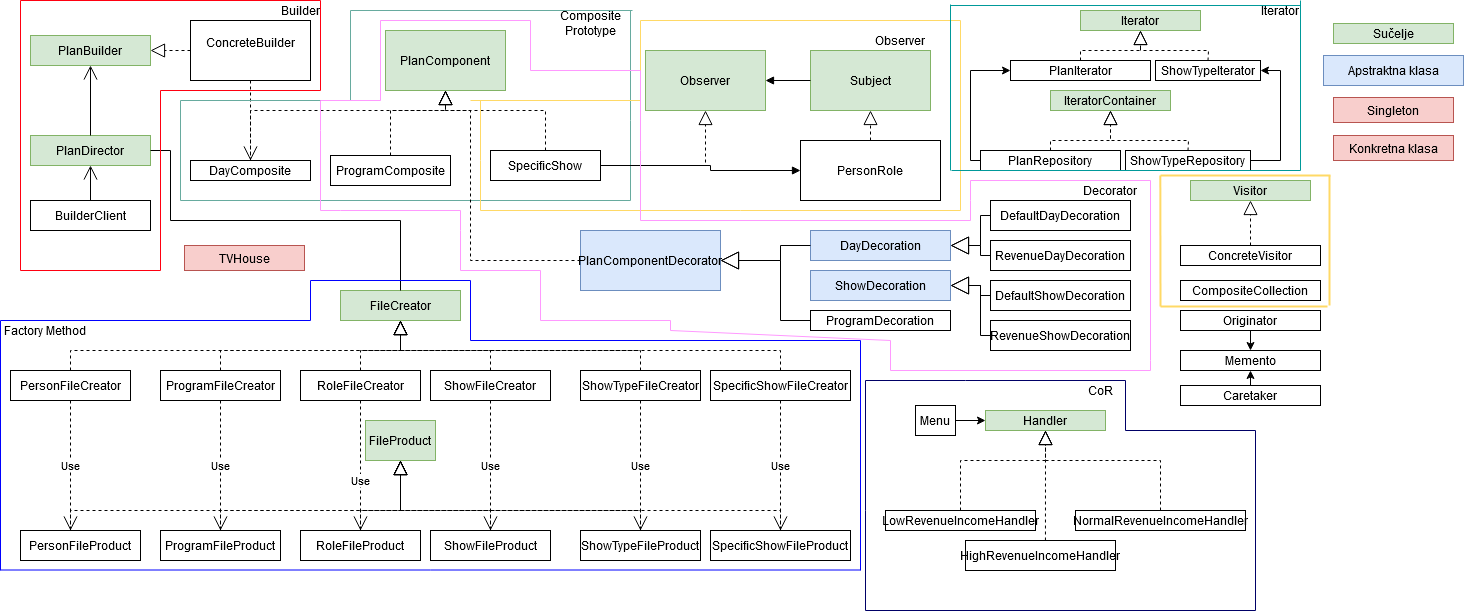 Builder
PlanBuilder
ConcreteBuilder
PlanDirector
BuilderClient
TVHouse
Composite
Prototype
PlanComponent
DayComposite
ProgramComposite
SpecificShow
Observer
Observer
Subject
PersonRole
Iterator
Iterator
PlanIterator
ShowTypeIterator
IteratorContainer
PlanRepository
ShowTypeRepository
Sučelje
Apstraktna klasa
Singleton
Konkretna klasa
Decorator
PlanComponentDecorator
DayDecoration
ShowDecoration
ProgramDecoration
DefaultDayDecoration
RevenueDayDecoration
DefaultShowDecoration
RevenueShowDecoration
Visitor
ConcreteVisitor
CompositeCollection
Originator
Memento
Caretaker
Factory Method
FileCreator
PersonFileCreator
ProgramFileCreator
RoleFileCreator
ShowFileCreator
ShowTypeFileCreator
SpecificShowFileCreator
FileProduct
Use
Use
Use
Use
Use
Use
PersonFileProduct
ProgramFileProduct
RoleFileProduct
ShowFileProduct
ShowTypeFileProduct
SpecificShowFileProduct
CoR
Menu
Handler
LowRevenueIncomeHandler
NormalRevenueIncomeHandler
HighRevenueIncomeHandler